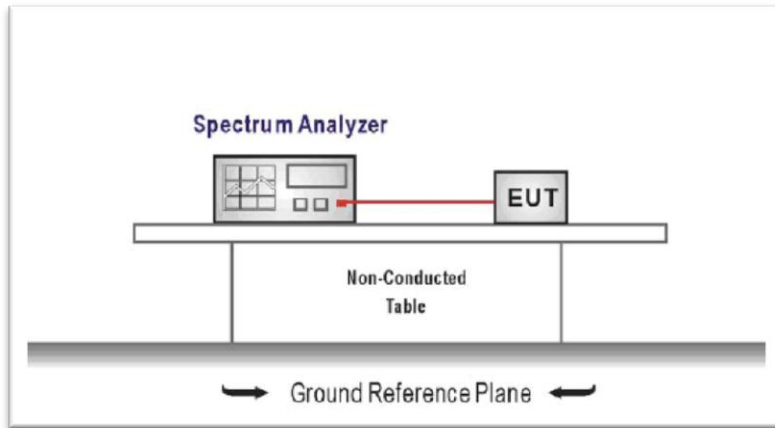 Spectrum Analyzer
EUT
Non-Conducted
Table
Ground Reference Plane